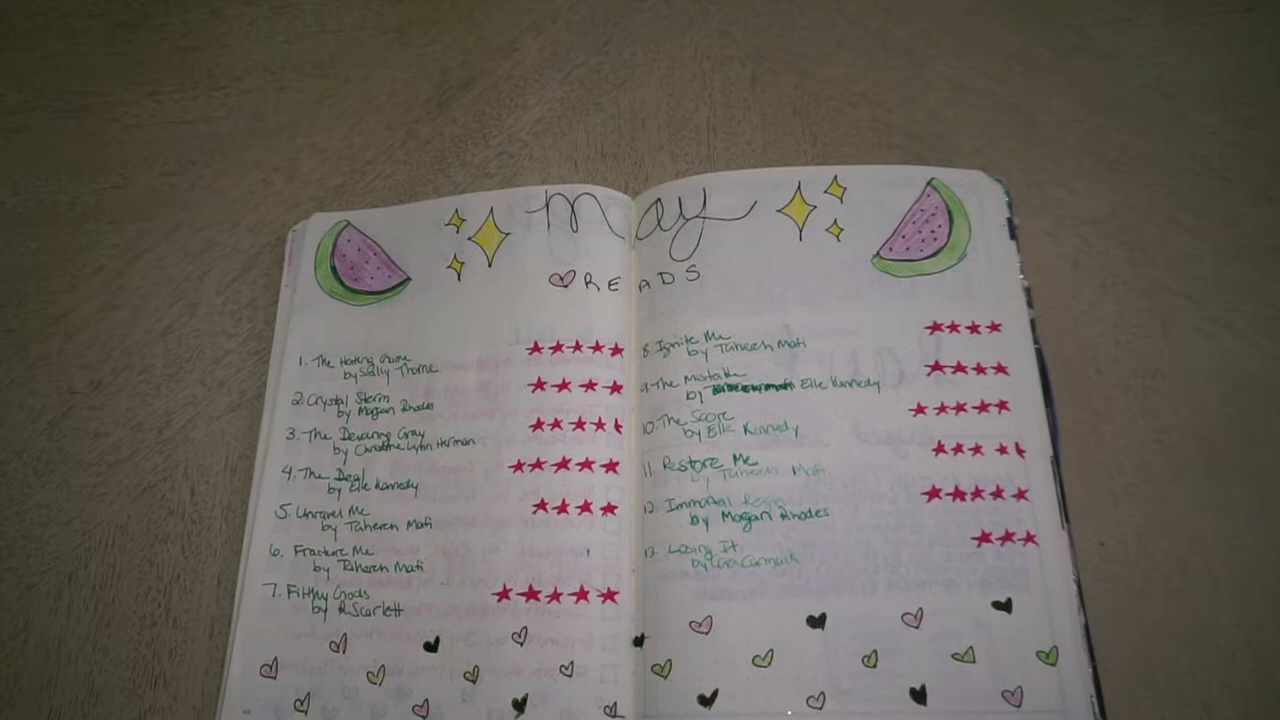 May
READS
1. The Hating Game
by Sally Thorne
2. Crystal Storm
by Morgan Rhodes
3. The Devouring Gray
by Christine Lynn Herman
4. The Deal
by Elle Kennedy
5. Unravel Me
by Tahereh Mafi
6. Fracture Me
by Tahereh Mafi
7. Filthy Gods
by R. Scarlett
8. Ignite Me
by Tahereh Mafi
9. The Mistake
by Elle Kennedy
10. The Score
by Elle Kennedy
11. Restore Me
by Tahereh Mafi
12. Immortal Reign
by Morgan Rhodes
13. Losing It
by Cora Carmack